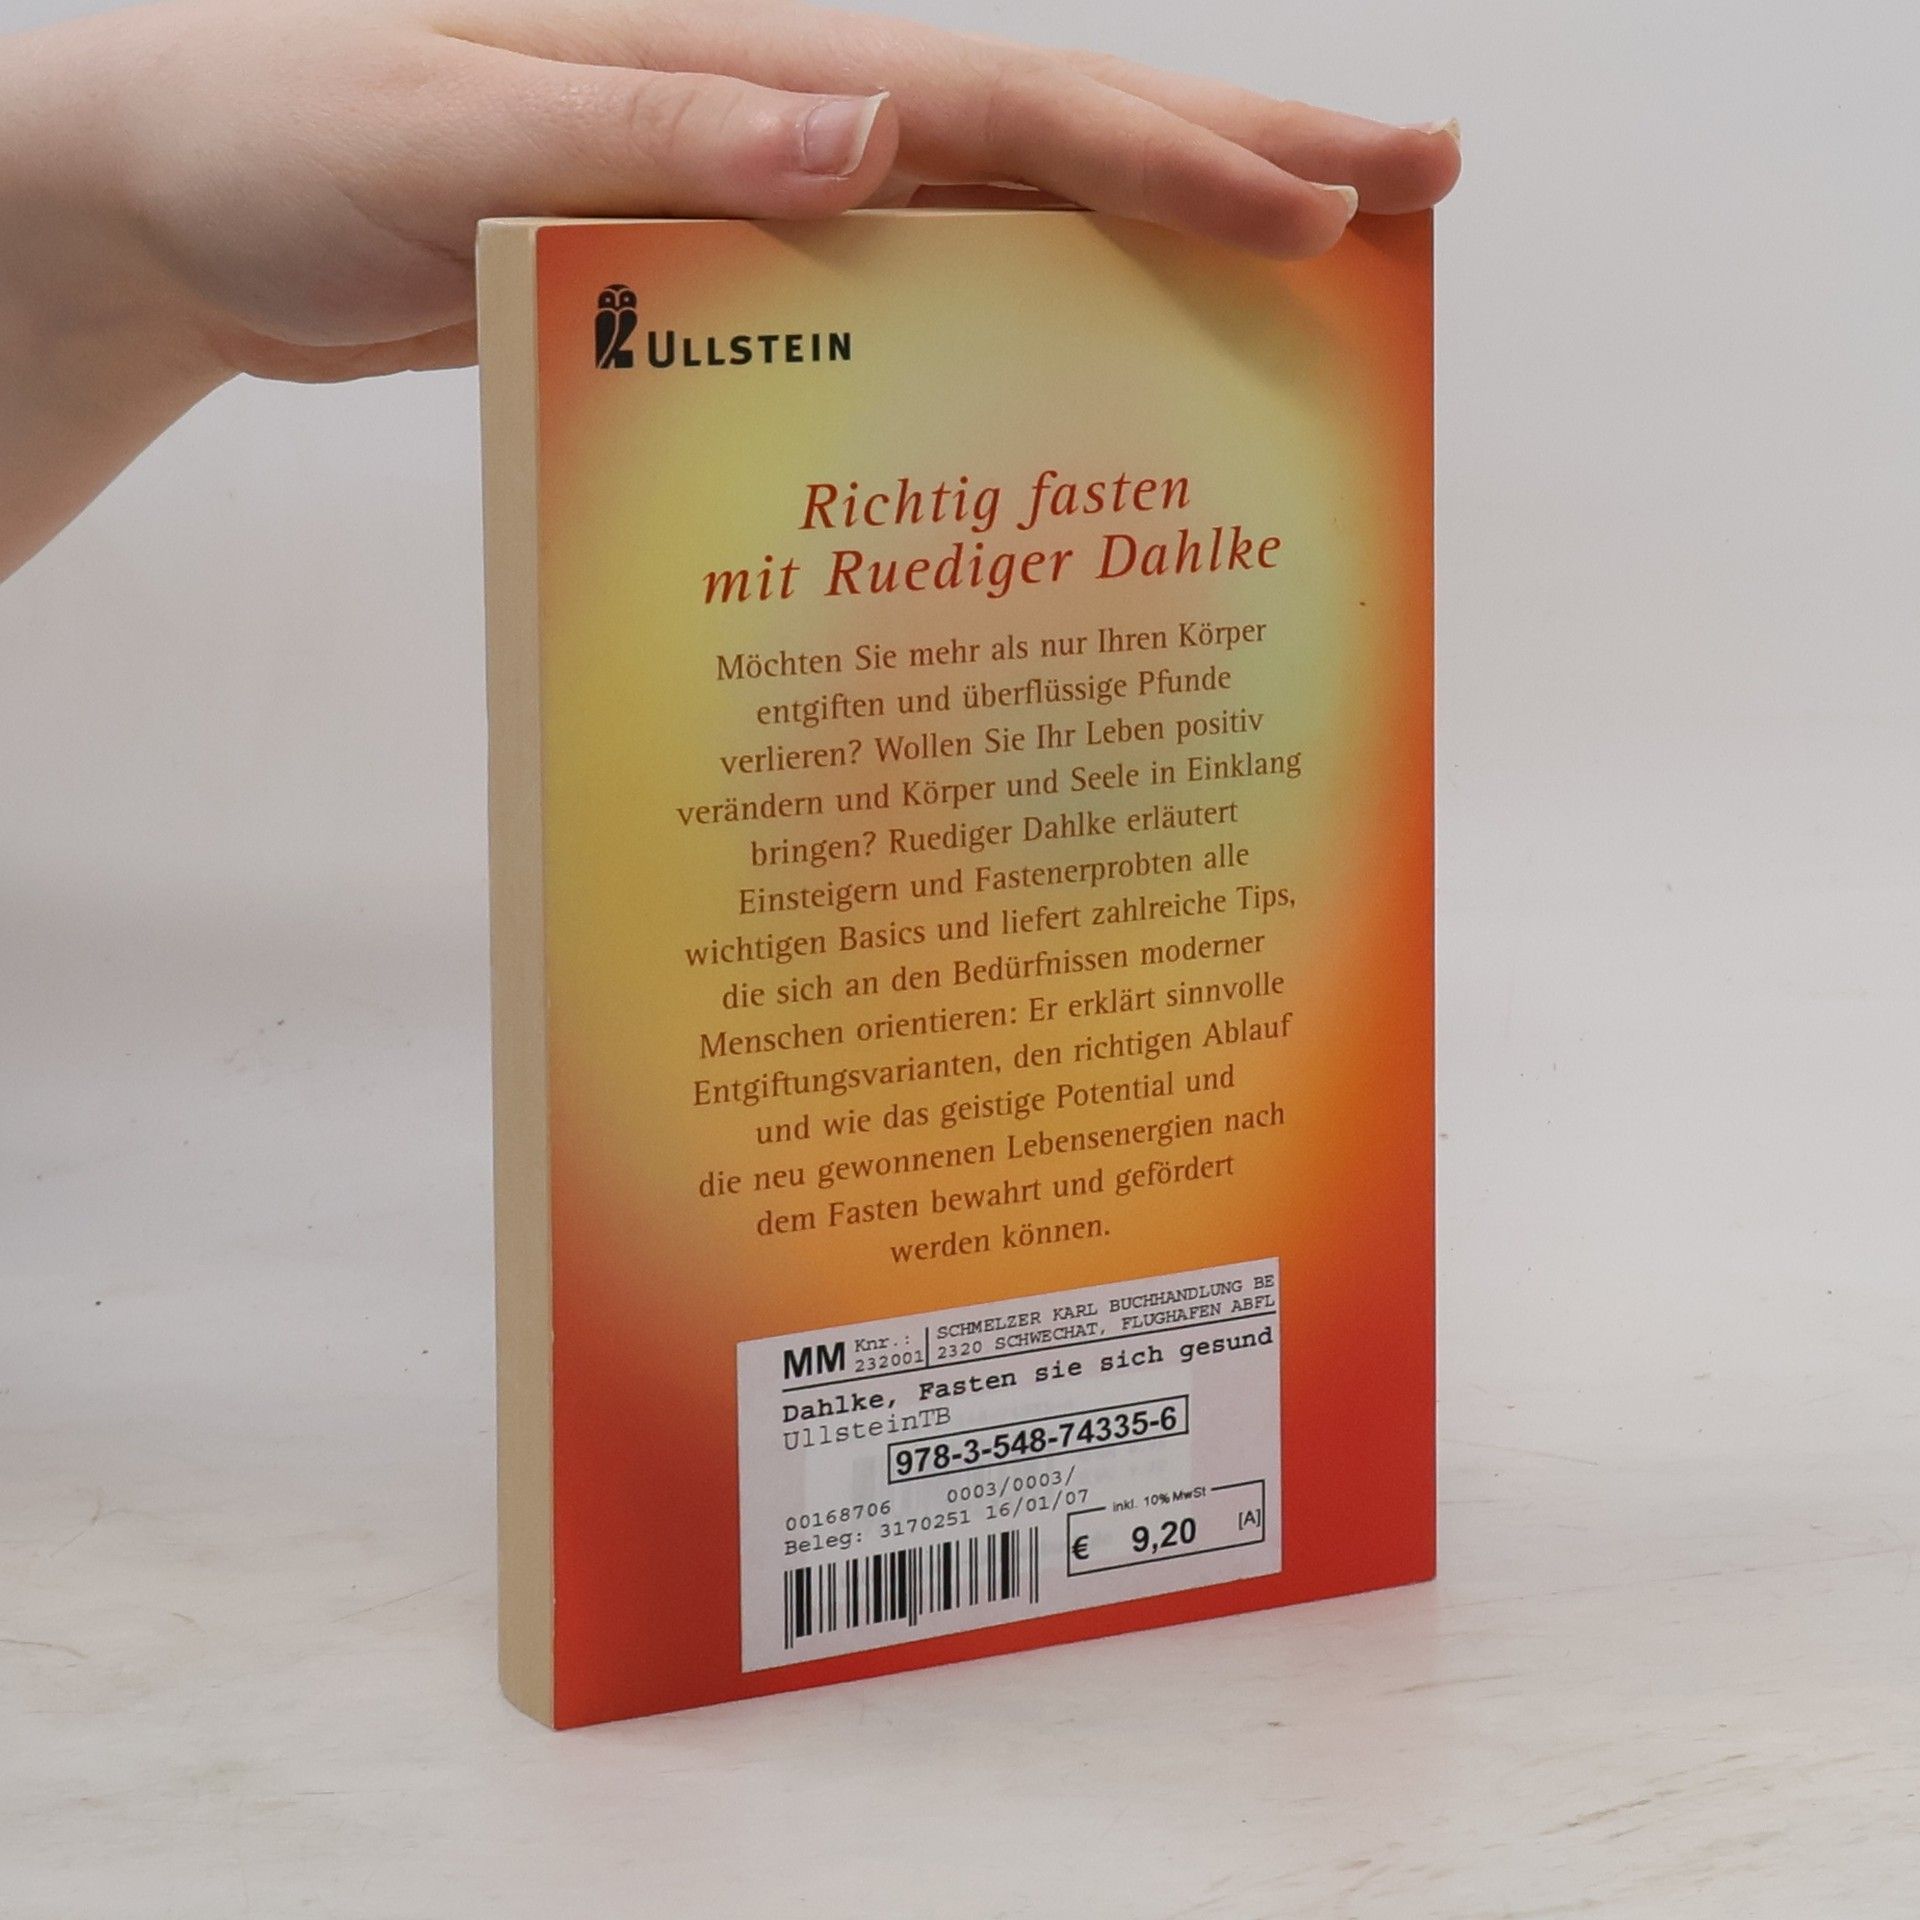 ULLSTEIN
Richtig fasten
mit Ruediger Dahlke
Möchten Sie mehr als nur Ihren Körper
entgiften und überflüssige Pfunde
verlieren? Wollen Sie Ihr Leben positiv
verändern und Körper und Seele in Einklang
bringen? Ruediger Dahlke erläutert
Einsteigern und Fastenerprobten alle
wichtigen Basics und liefert zahlreiche Tips,
die sich an den Bedürfnissen moderner
Menschen orientieren: Er erklärt sinnvolle
Entgiftungsvarianten, den richtigen Ablauf
und wie das geistige Potential und
die neu gewonnenen Lebensenergien nach
dem Fasten bewahrt und gefördert
werden können.
MM Knr.: SCHMELZER KARL BUCHHANDLUNG BE
232001 2320 SCHWECHAT, FLUGHAFEN ABFL
Dahlke, Fasten sie sich gesund
UllsteinTB
978-3-548-74335-6
00168706 0003/0003/
Beleg: 3170251 16/01/07
inkl. 10% MwSt
€ 9,20 [A]